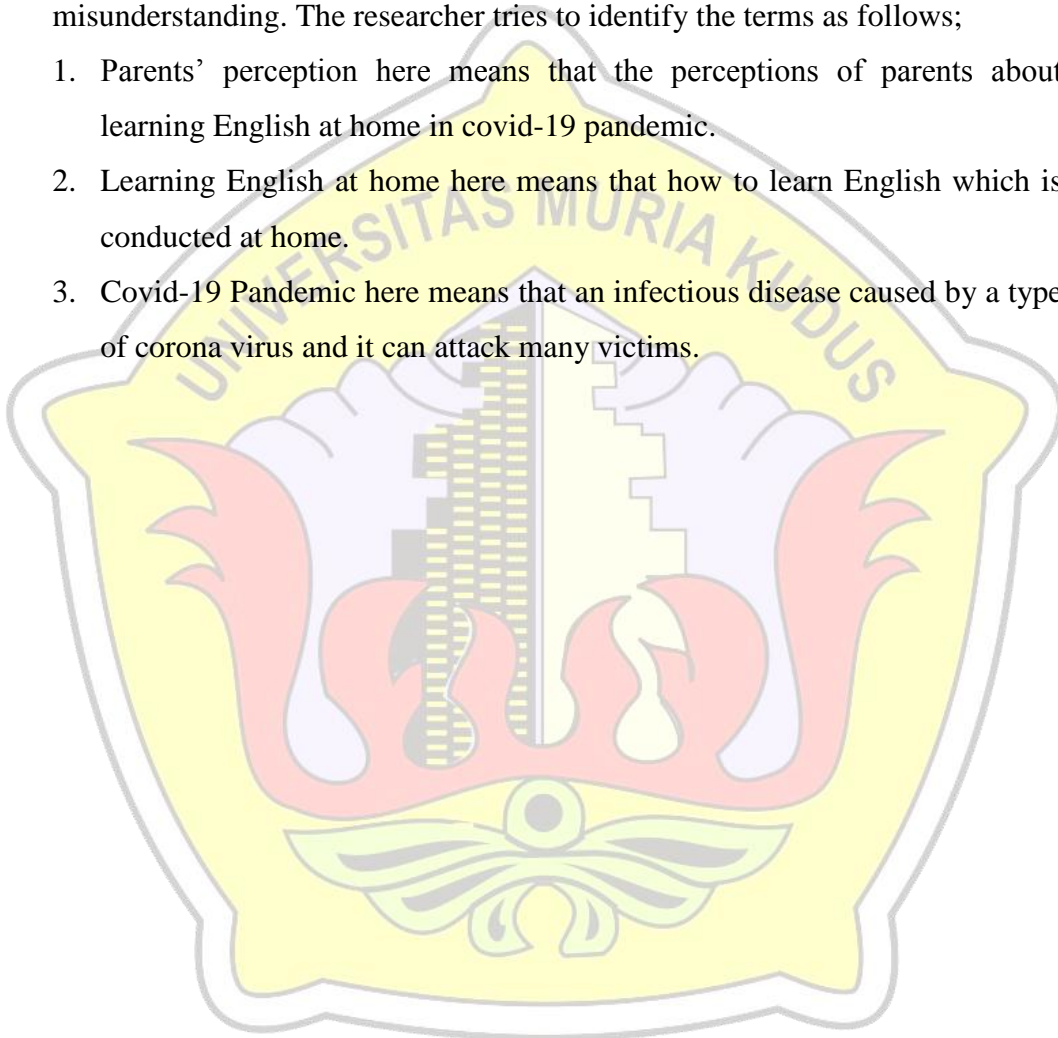 misunderstanding. The researcher tries to identify the terms as follows;
1. Parents’ perception here means that the perceptions of parents about
learning English at home in covid-19 pandemic.
2. Learning English at home here means that how to learn English which is
conducted at home.
3. Covid-19 Pandemic here means that an infectious disease caused by a type
of corona virus and it can attack many victims.
UNIVERSITAS MURIA KUDUS